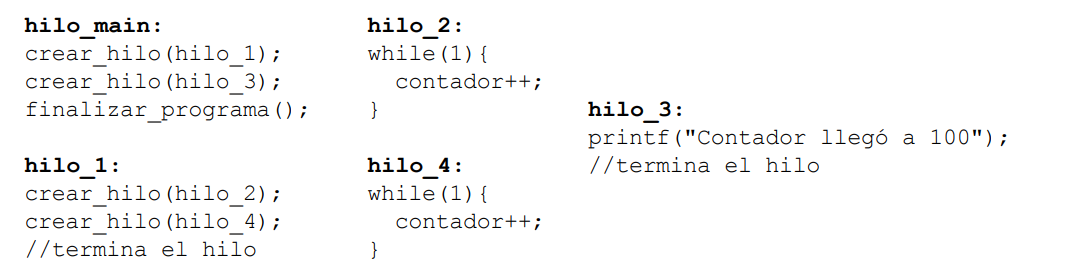 hilo_main:
crear_hilo(hilo_1);
crear_hilo(hilo_3);
finalizar_programa();
hilo_1:
crear_hilo(hilo_2);
crear_hilo(hilo_4);
//termina el hilo
hilo_2:
while(1){
  contador++;
}
hilo_4:
while(1){
  contador++;
}
hilo_3:
printf("Contador llegó a 100");
//termina el hilo